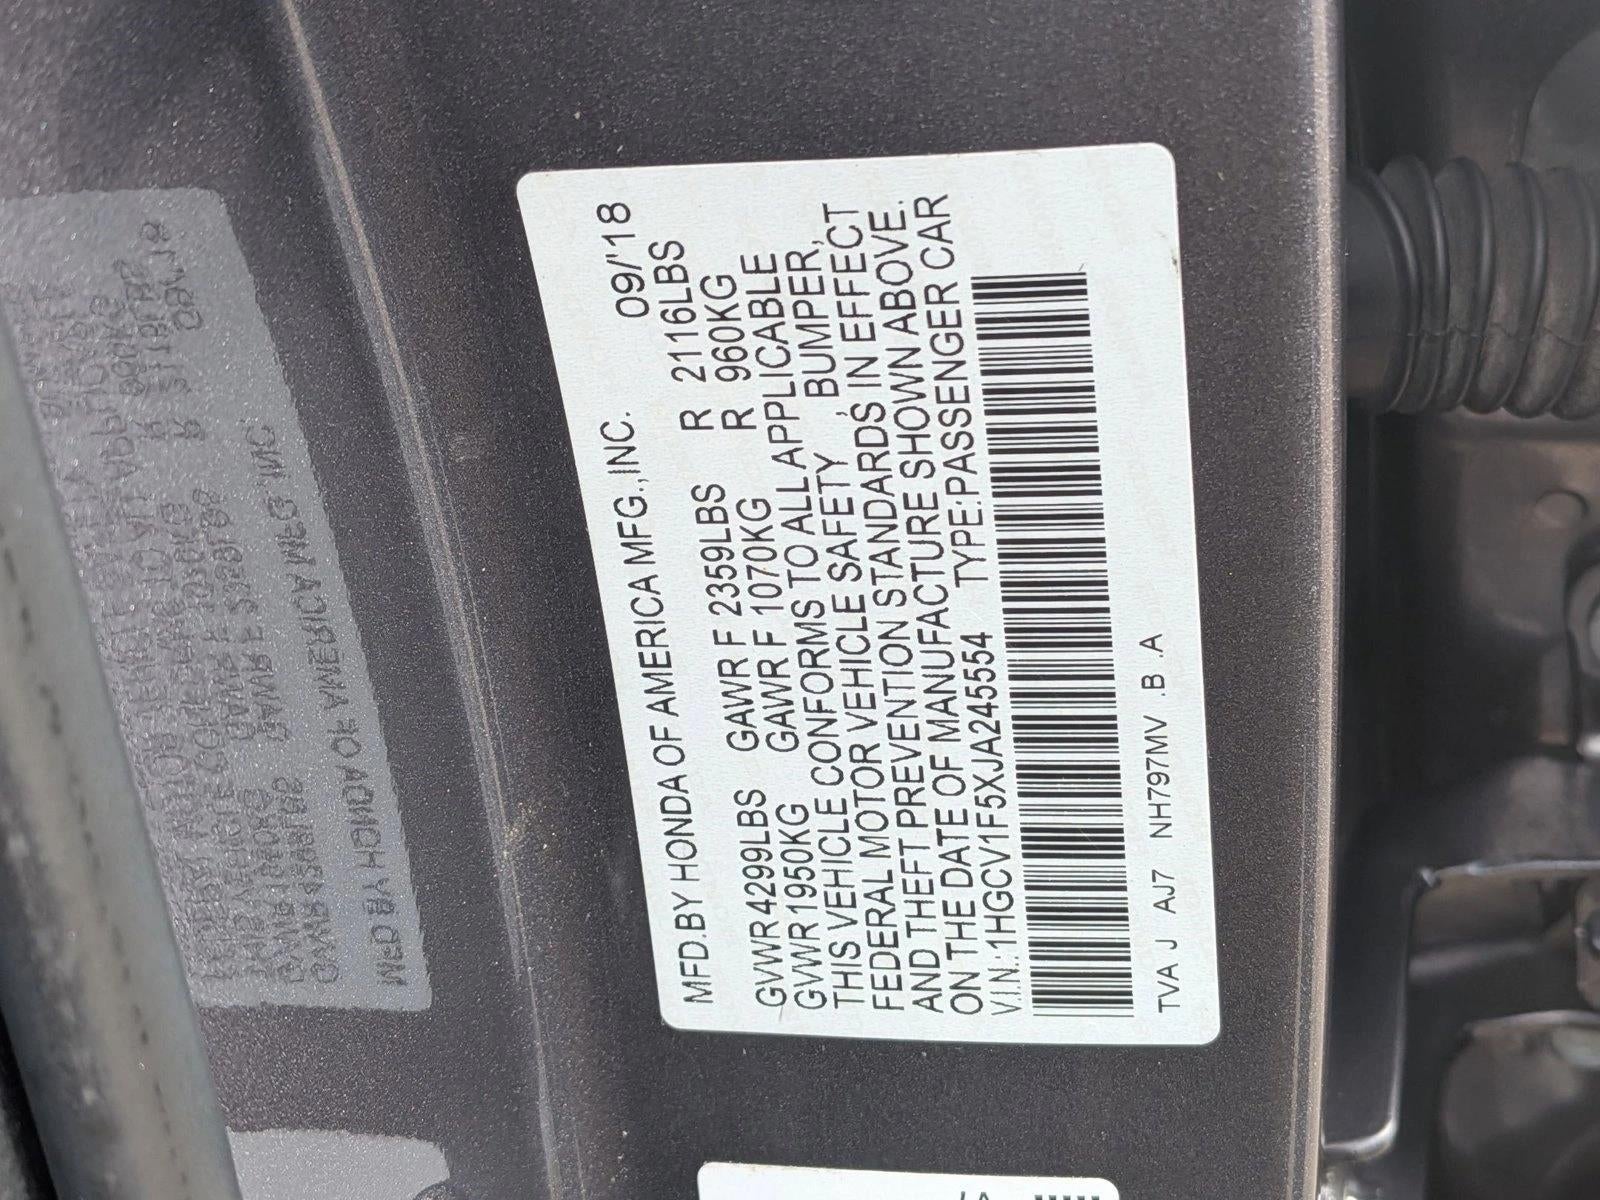 MFD.BY HONDA OF AMERICA MFG.,INC. 09/'18
GVWR 4299LBS GAWR F 2359LBS R 2116LBS
GVWR 1950KG GAWR F 1070KG R 960KG
THIS VEHICLE CONFORMS TO ALL APPLICABLE
FEDERAL MOTOR VEHICLE SAFETY , BUMPER,
AND THEFT PREVENTION STANDARDS IN EFFECT
ON THE DATE OF MANUFACTURE SHOWN ABOVE.
V.I.N.:1HGCV1F5XJA245554 TYPE:PASSENGER CAR
TVA J AJ7 NH797MV .B .A